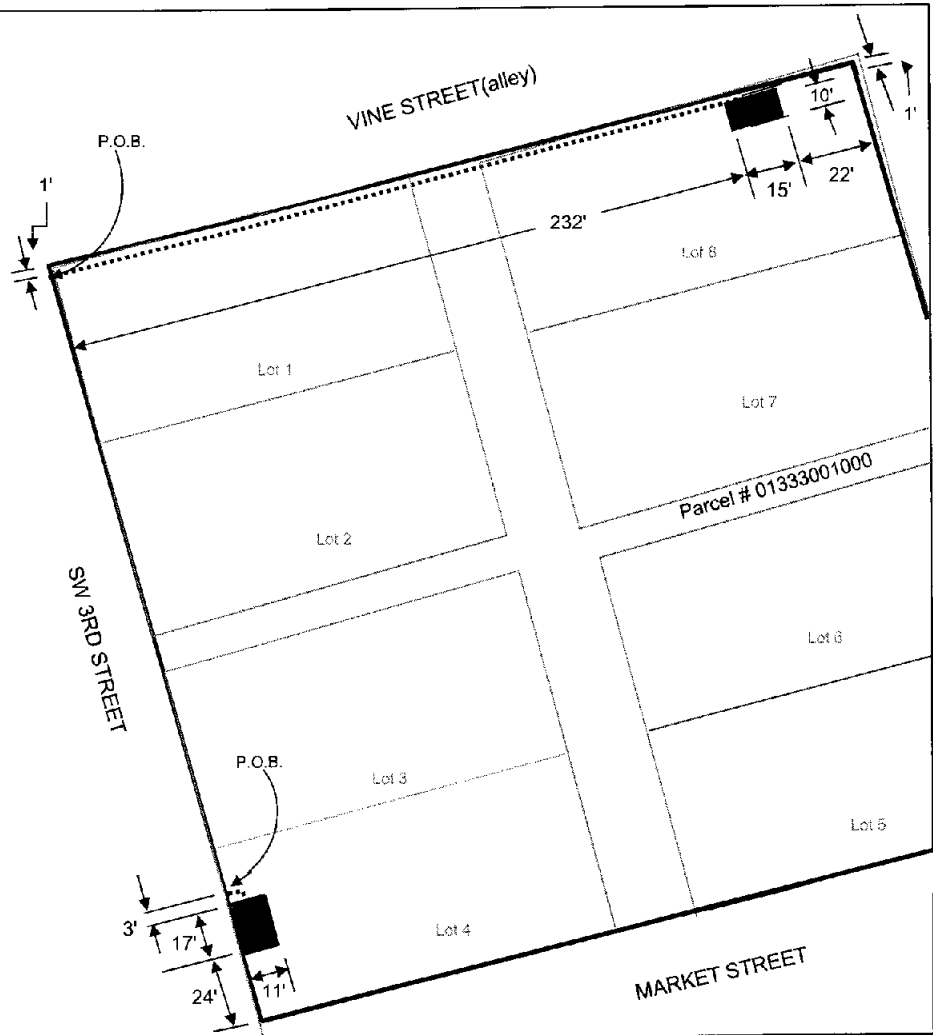 VINE STREET(alley)
P.O.B.
1'
10'
1'
15'
22'
232'
Lot 8
Lot 1
Lot 7
Parcel # 01333001000
Lot 2
SW 3RD STREET
Lot 6
P.O.B.
Lot 3
Lot 5
3'
17'
Lot 4
24'
11'
MARKET STREET